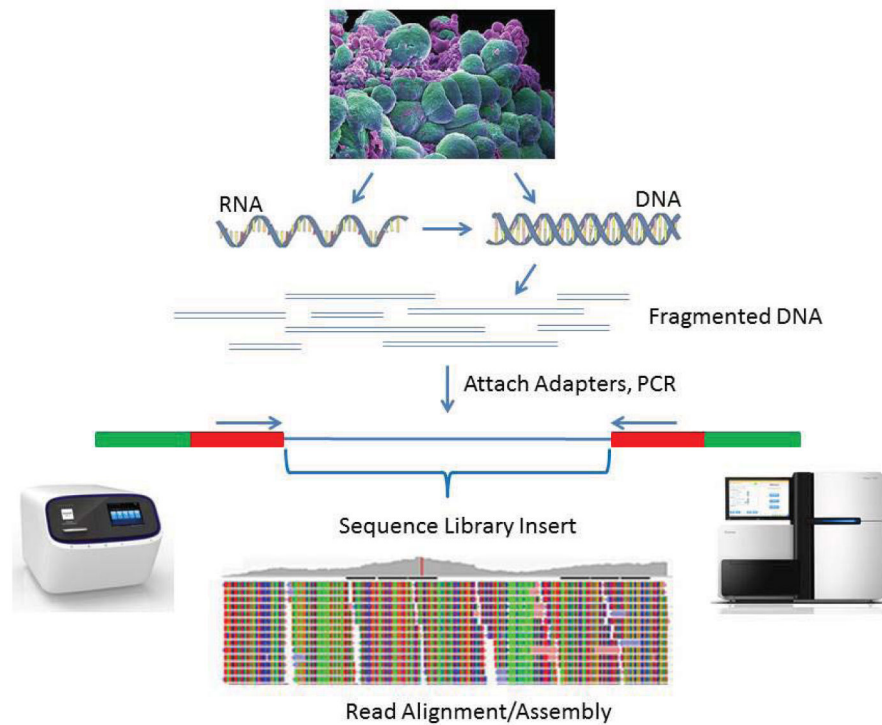 RNA
DNA
Fragmented DNA
Attach Adapters, PCR
Sequence Library Insert
Read Alignment/Assembly